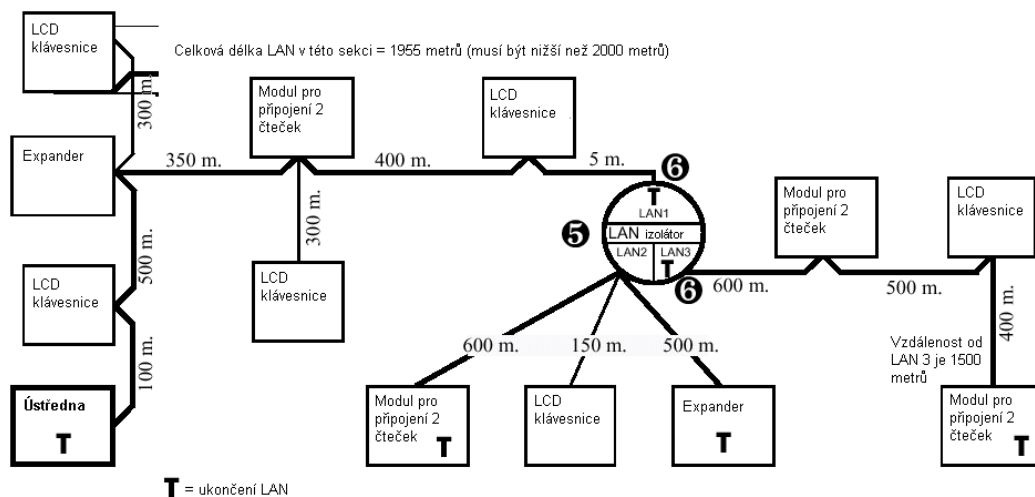 LCD
klávesnice
Celková délka LAN v této sekci = 1955 metrů (musí být nižší než 2000 metrů)
300 m.
Modul pro
připojení 2
čteček
LCD
klávesnice
Expander
350 m.
400 m.
5 m.
6
T
LAN1
LAN izolátor
LAN2
LAN3
T
5
6
Modul pro
připojení 2
čteček
LCD
klávesnice
300 m.
500 m.
LCD
klávesnice
LCD
klávesnice
600 m.
500 m.
400 m.
100 m.
600 m.
150 m.
500 m.
Vzdálenost od
LAN 3 je 1500
metrů
Ústředna
T
Modul pro
připojení 2
čteček
T
LCD
klávesnice
Expander
T
Modul pro
připojení 2
čteček
T
T = ukončení LAN